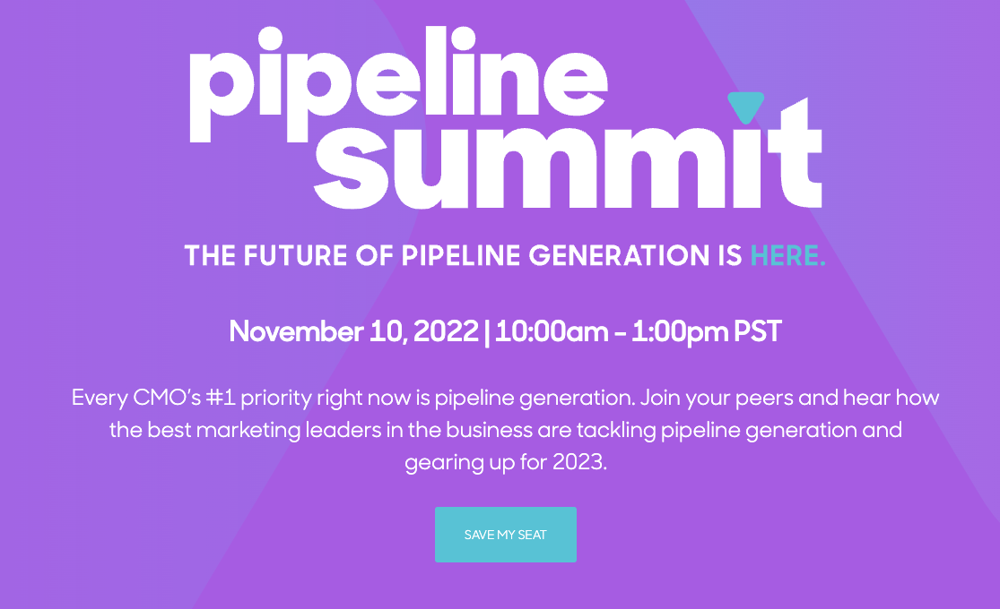 pipeline
summit
THE FUTURE OF PIPELINE GENERATION IS HERE.
November 10, 2022 | 10:00am - 1:00pm PST
Every CMO's #1 priority right now is pipeline generation. Join your peers and hear how
the best marketing leaders in the business are tackling pipeline generation and
gearing up for 2023.
SAVE MY SEAT